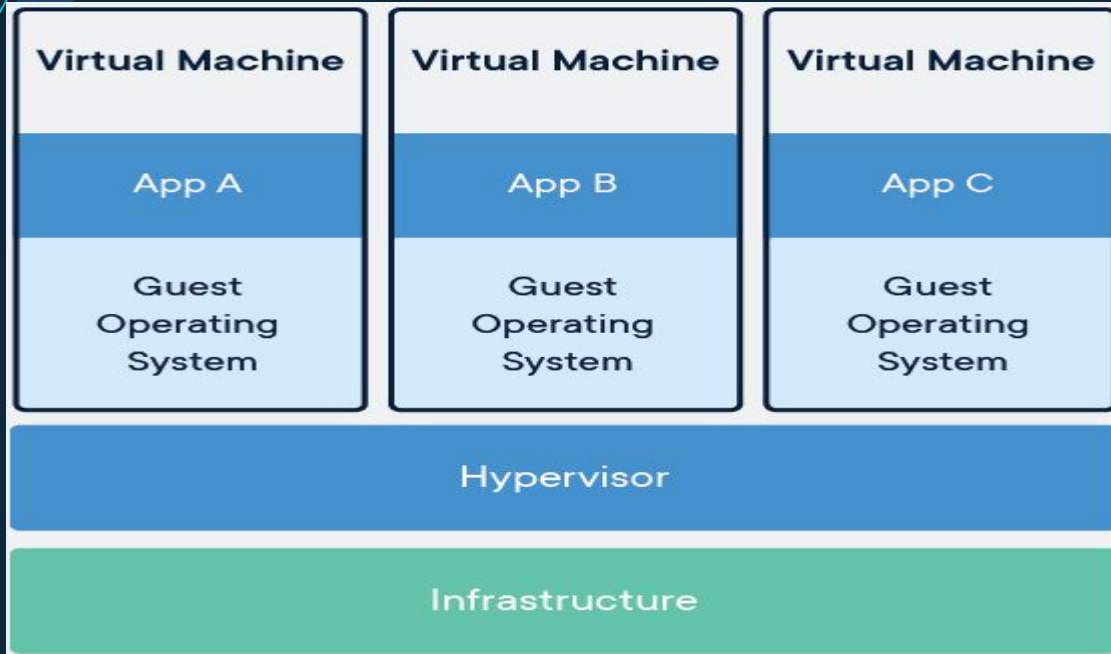 Virtual Machine
App A
Guest
Operating
System
Virtual Machine
App B
Guest
Operating
System
Virtual Machine
App C
Guest
Operating
System
Hypervisor
Infrastructure